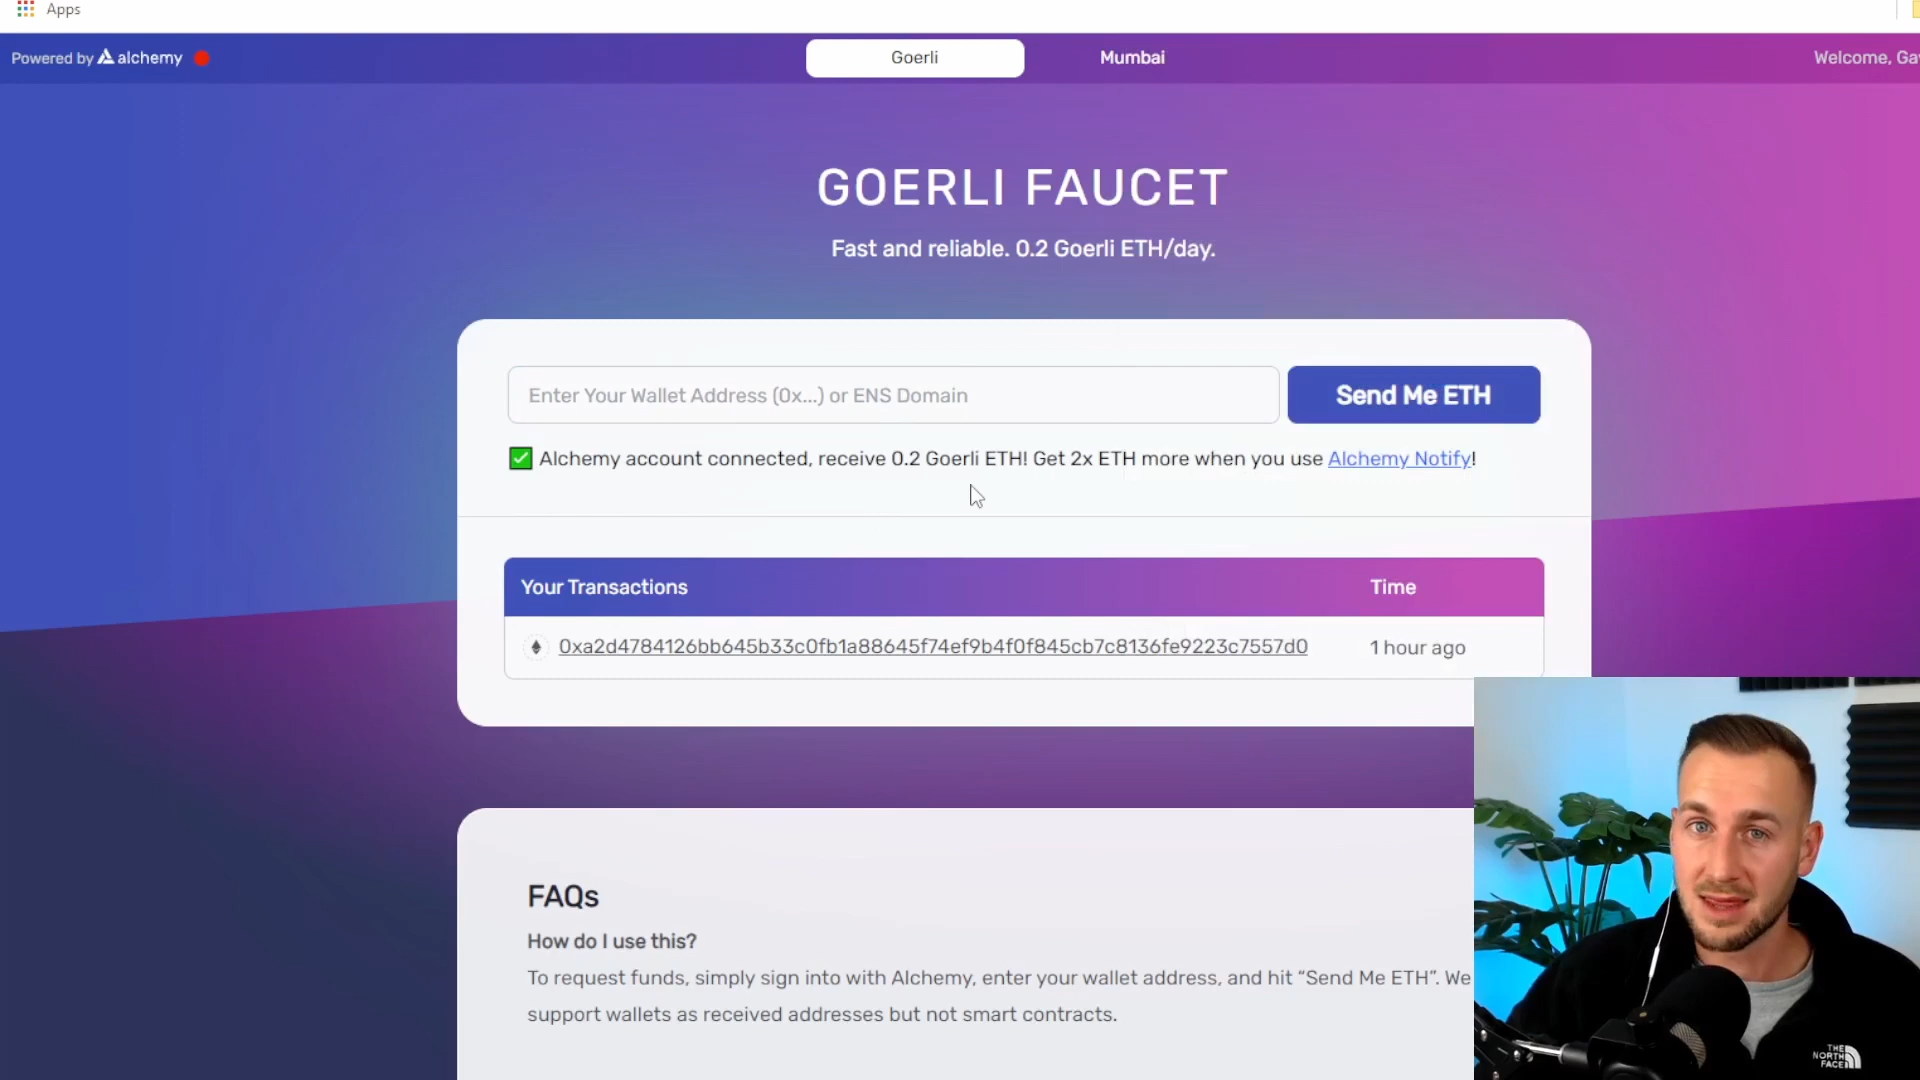 Apps
Powered by alchemy
Goerli
Mumbai
Welcome, Ga
GOERLI FAUCET
Fast and reliable. 0.2 Goerli ETH/day.
Enter Your Wallet Address (0x...) or ENS Domain
Send Me ETH
Alchemy account connected, receive 0.2 Goerli ETH! Get 2x ETH more when you use Alchemy Notify!
Your Transactions Time
0xa2d4784126bb645b33c0fb1a88645f74ef9b4f0f845cb7c8136fe9223c7557d0 1 hour ago
FAQs
How do I use this?
To request funds, simply sign into with Alchemy, enter your wallet address, and hit “Send Me ETH”. We
support wallets as received addresses but not smart contracts.
THE
NORTH
FACE